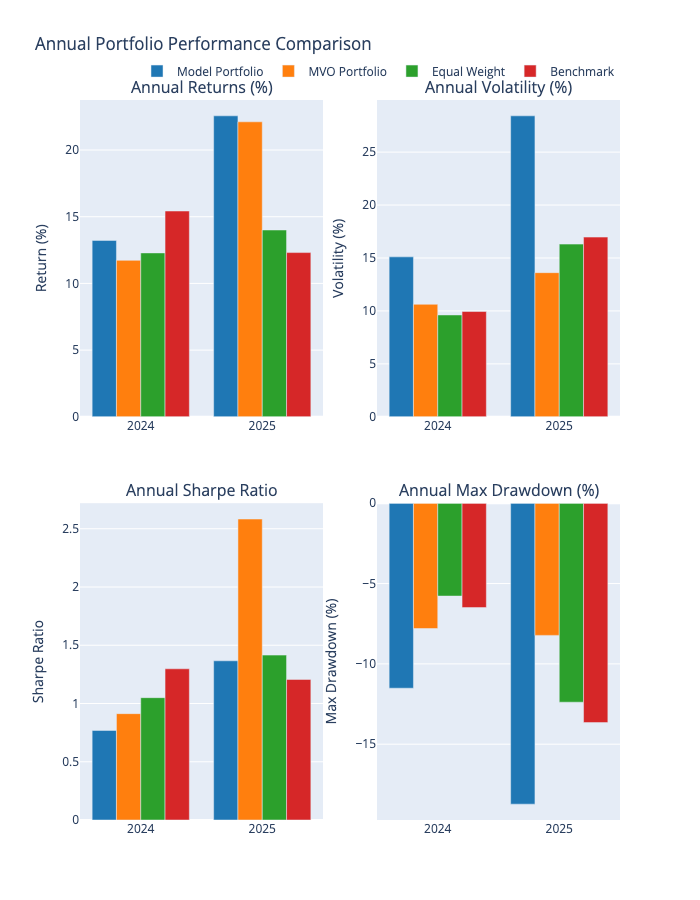 Annual Portfolio Performance Comparison
Model Portfolio MVO Portfolio Equal Weight Benchmark
Annual Returns (%)
Return (%)
20
15
10
5
0
2024 2025
Annual Volatility (%)
Volatility (%)
25
20
15
10
5
0
2024 2025
Annual Sharpe Ratio
Sharpe Ratio
2.5
2
1.5
1
0.5
0
2024 2025
Annual Max Drawdown (%)
Max Drawdown (%)
0
−5
−10
−15
2024 2025